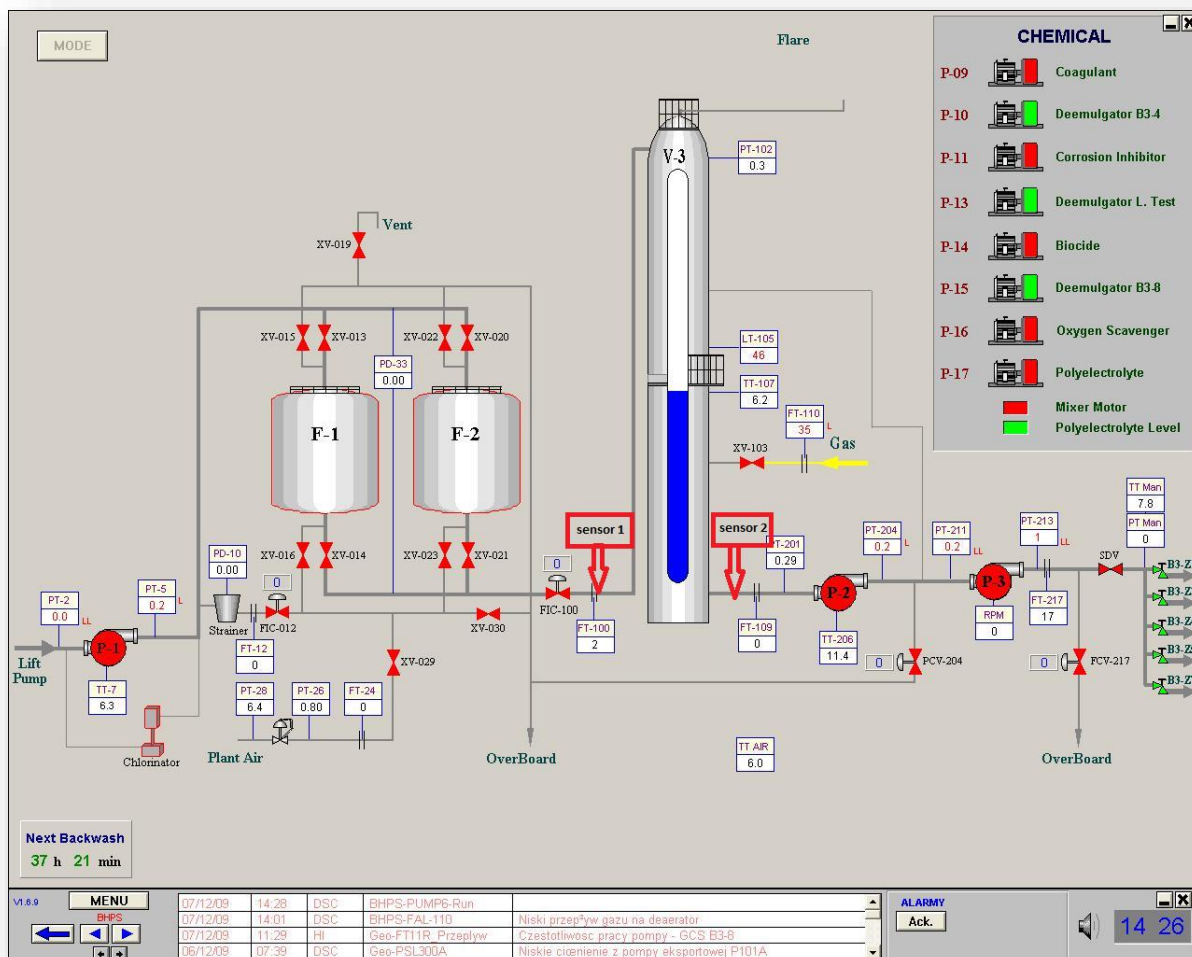 MODE
Flare
CHEMICAL
P-09 Coagulant
P-10 Deemulgator B3-4
P-11 Corrosion Inhibitor
P-13 Deemulgator L. Test
P-14 Biocide
P-15 Deemulgator B3-8
P-16 Oxygen Scavenger
P-17 Polyelectrolyte
Mixer Motor
Polyelectrolyte Level
V-3
PT-102
0.3
Vent
XV-019
XV-015
XV-013
XV-022
XV-020
PD-33
0.00
LT-105
46
TT-107
6.2
FT-110
35 L
Gas
XV-103
F-1
F-2
TT Man
7.8
PT Man
0
sensor 1
sensor 2
XV-016
XV-014
XV-023
XV-021
PD-10
0.00
0
FIC-012
Strainer
FT-12
0
0
FIC-100
FT-100
2
XV-030
XV-029
PT-2
0.0 LL
PT-5
0.2 L
P-1
Lift
Pump
TT-7
6.3
PT-28
6.4
PT-26
0.80
FT-24
0
Plant Air
Chlorinator
OverBoard
PT-201
0.29
FT-109
0
P-2
TT-206
11.4
PT-204
0.2 L
PT-211
0.2 LL
P-3
RPM
0
PT-213
1 LL
FT-217
17
SDV
0
PCV-204
0
FCV-217
TT AIR
6.0
OverBoard
Next Backwash
37 h 21 min
V1.6.9
MENU
BHPS
07/12/09 14:28 DSC BHPS-PUMP6-Run
07/12/09 14:01 DSC BHPS-FAL-110 Niski przep³yw gazu na deaerator
07/12/09 11:29 HI Geo-FT11R_Przeplyw Czestotliwosc pracy pompy - GCS B3-8
06/12/09 07:39 DSC Geo-PSL300A Niskie cicenienie z pompy eksportowej P101A
ALARMY
Ack.
14 26